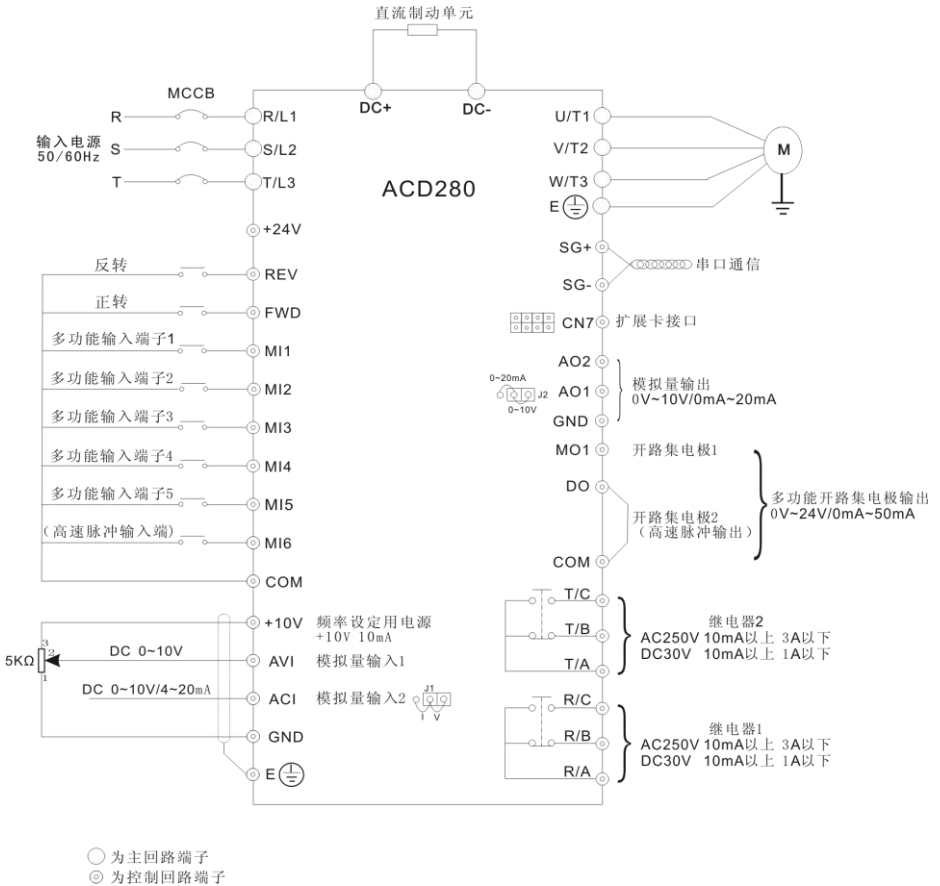 直流制动单元
DC+
DC-
MCCB
R
R/L1
输入电源
50/60Hz
S
S/L2
T
T/L3
ACD280
U/T1
V/T2
W/T3
E
M
+24V
SG+
SG-
串口通信
反转
REV
正转
FWD
CN7
扩展卡接口
多功能输入端子1
MI1
多功能输入端子2
MI2
多功能输入端子3
MI3
多功能输入端子4
MI4
多功能输入端子5
MI5
(高速脉冲输入端)
MI6
COM
AO2
0~20mA
J2
0~10V
AO1
GND
模拟量输出
0V~10V/0mA~20mA
MO1
开路集电极1
DO
开路集电极2
(高速脉冲输出)
COM
多功能开路集电极输出
0V~24V/0mA~50mA
+10V
频率设定用电源
+10V 10mA
5KΩ
3
2
1
DC 0~10V
AVI
模拟量输入1
DC 0~10V/4~20mA
ACI
模拟量输入2
J1
I
V
GND
E
T/C
T/B
T/A
继电器2
AC250V 10mA以上 3A以下
DC30V 10mA以上 1A以下
R/C
R/B
R/A
继电器1
AC250V 10mA以上 3A以下
DC30V 10mA以上 1A以下
为主回路端子
为控制回路端子